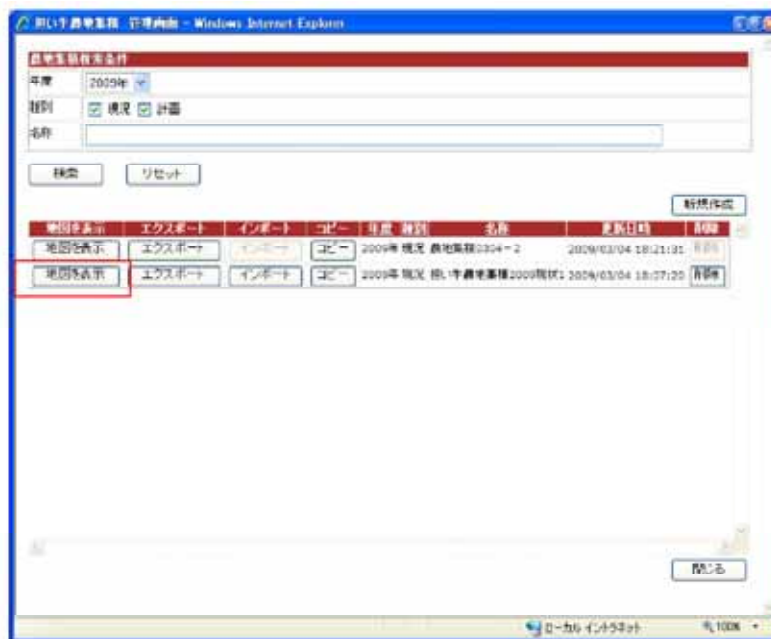 担い手農地集積 管理画面 - Windows Internet Explorer
農地集積検索条件
年度 2009年
種別 現況 計画
名称
検索 リセット
新規作成
地図を表示 エクスポート インポート コピー 年度 種別 名称 更新日時 削除
地図を表示 エクスポート インポート コピー 2009年 現況 農地集積0304-2 2009/03/04 18:21:31 削除
地図を表示 エクスポート インポート コピー 2009年 現況 担い手農地集積2009現状 2009/03/04 18:07:20 削除
閉じる
ローカル イントラネット 100%